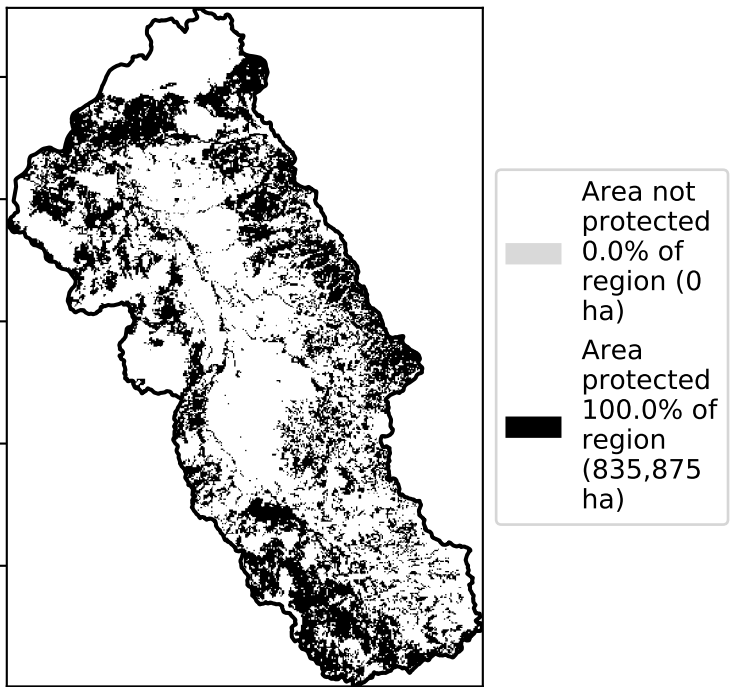 Area not
protected
0.0% of
region (0
ha)
Area
protected
100.0% of
region
(835,875
ha)